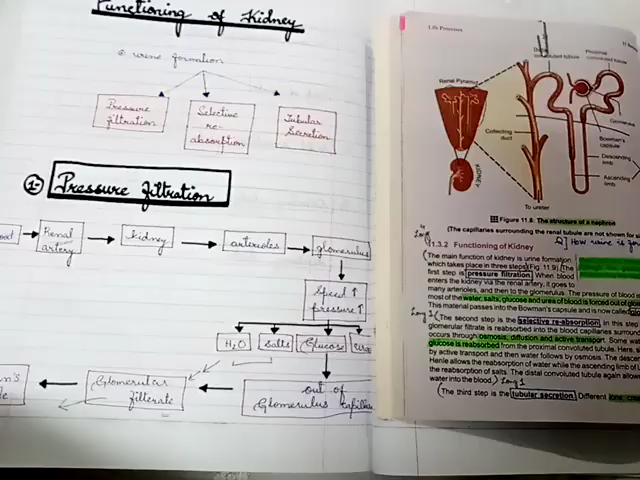 Functioning of Kidney
urine formation
Pressure filtration
Selective re-absorption
Tubular Secretion
1-
Pressure filtration
Renal artery
kidney
arterioles
glomerulus
Speed ↑
pressure ↑
H₂O
Salts
Glucose
out of
Glomerulus
Glomerular
filterate
Life Processes
Renal Pyramid
KIDNEY
Collecting
duct
To ureter
convoluted tubule
Proximal
convoluted tubule
Bowman's
capsule
Descending
limb
Ascending
limb
Figure 11.8: The structure of a nephron
(The capillaries surrounding the renal tubule are not shown for
11.3.2 Functioning of Kidney
Q] How urine is
(The main function of kidney is urine formation
which takes place in three steps (Fig. 11.9). The
first step is pressure filtration. When blood
enters the kidney via the renal artery, it goes to
many arterioles, and then to the glomerulus. The pressure of blood
most of the water, salts, glucose and urea of blood is forced out of
This material passes into the Bowman's capsule and is now called
Long] (The second step is the selective re-absorption. In this
glomerular filtrate is reabsorbed into the blood capillaries
occurs through osmosis, diffusion and active transport. Some
glucose is reabsorbed from the proximal convoluted tubule. Here,
by active transport and then water follows by osmosis. The
Henle allows the reabsorption of water while the ascending limb of
the reabsorption of salts. The distal convoluted tubule again
water into the blood.)
(The third step is the tubular secretion. Different